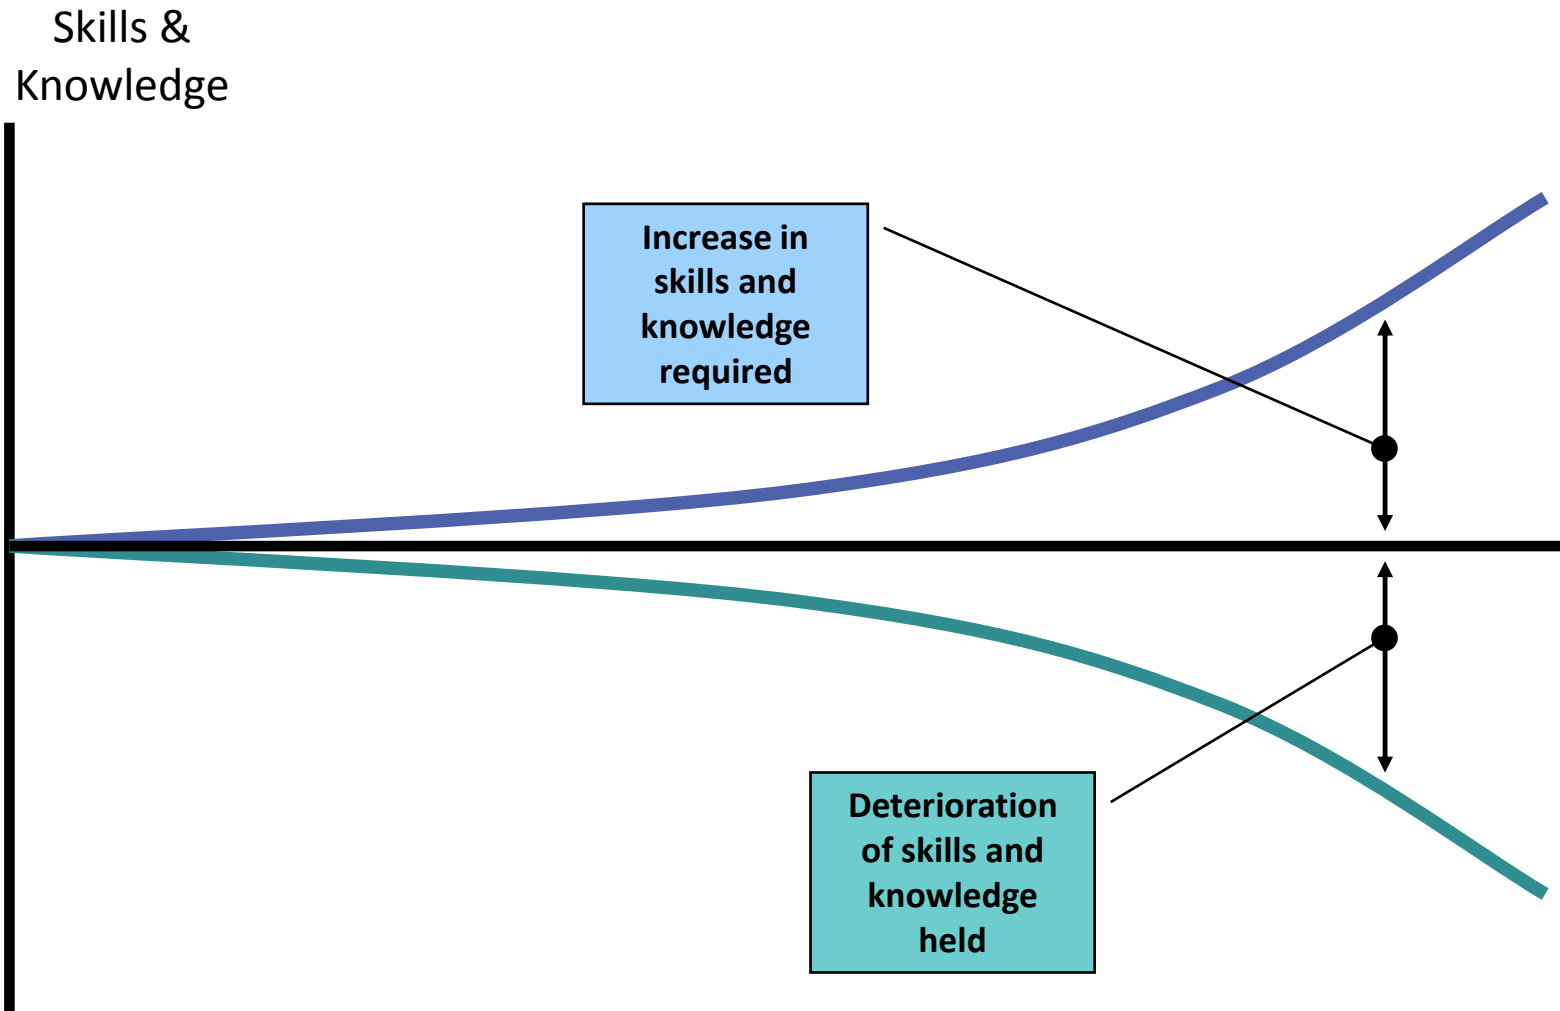 Skills &
Knowledge
Increase in
skills and
knowledge
required
Deterioration
of skills and
knowledge
held